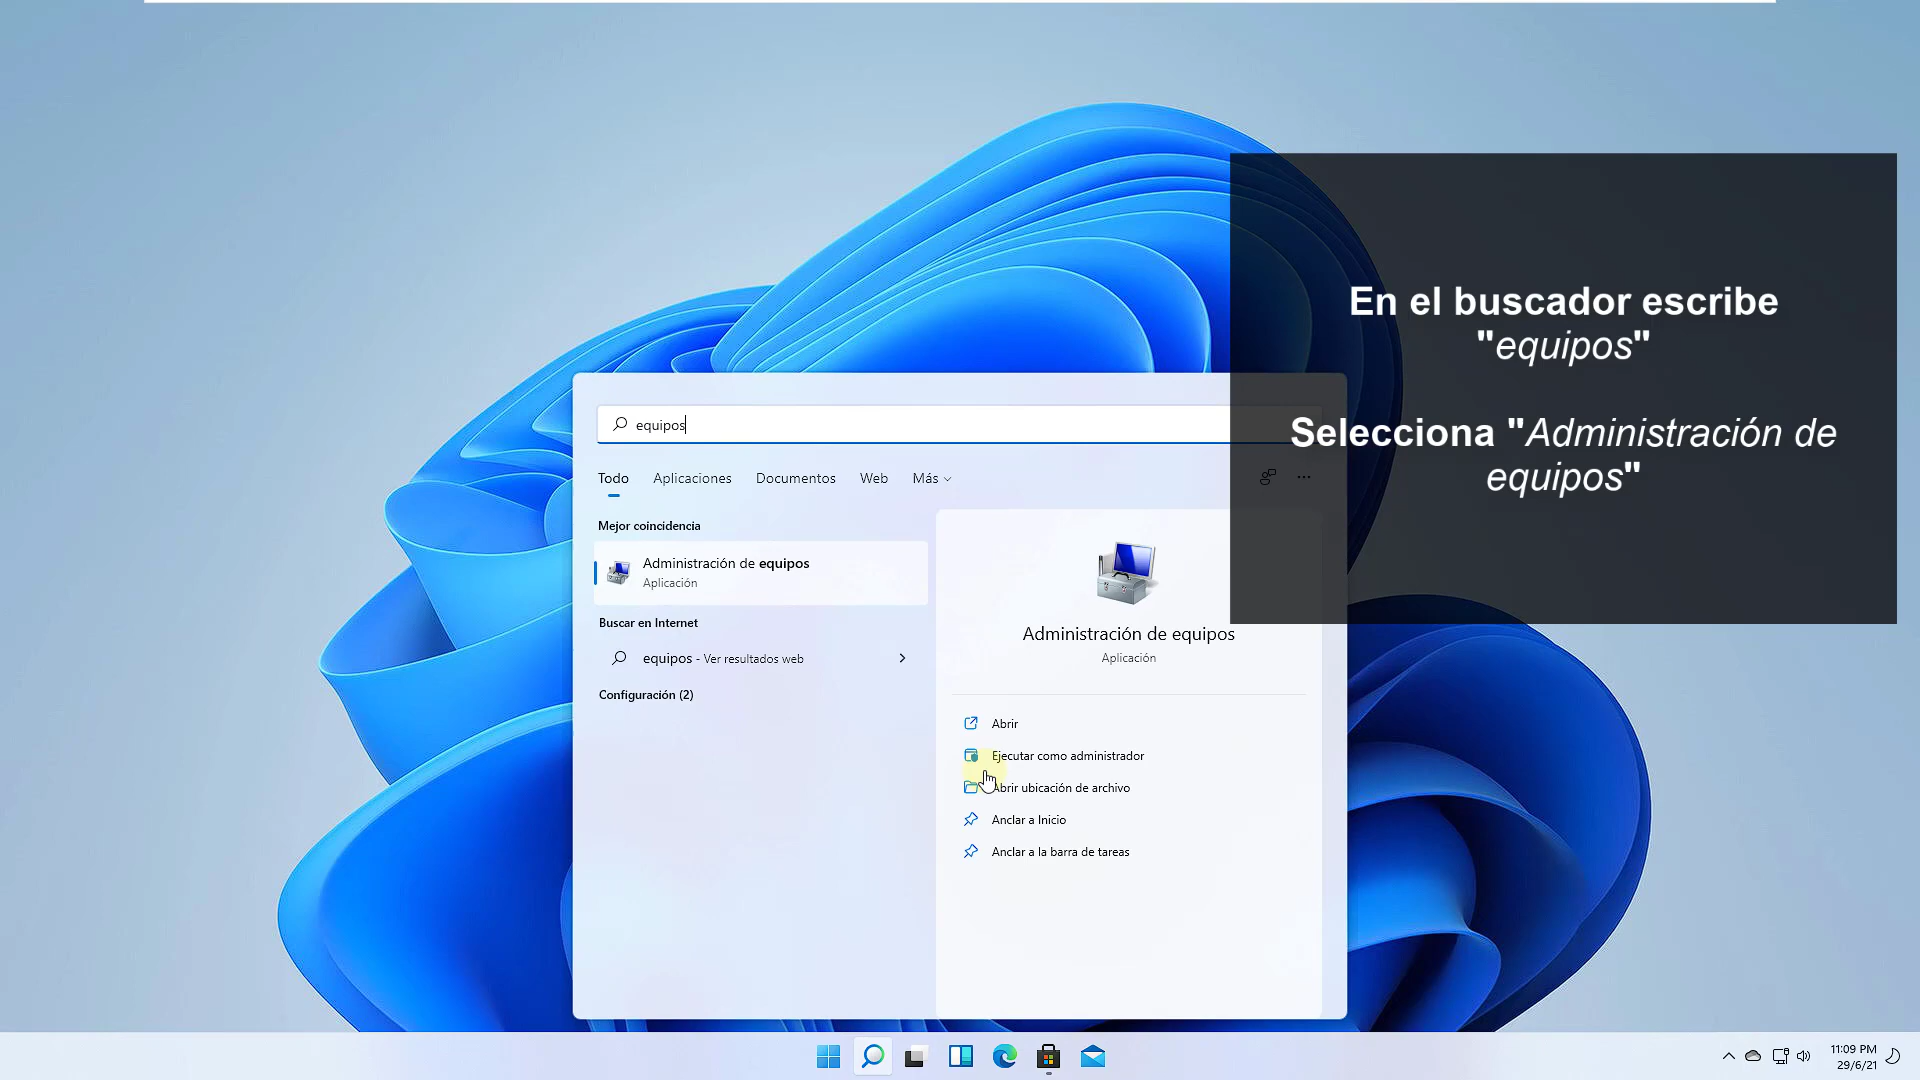 En el buscador escribe
"equipos"
Selecciona "Administración de
equipos"
equipos
Todo Aplicaciones Documentos Web Más
Mejor coincidencia
Administración de equipos
Aplicación
Buscar en Internet
equipos - Ver resultados web
Configuración (2)
Administración de equipos
Aplicación
Abrir
Ejecutar como administrador
Abrir ubicación de archivo
Anclar a Inicio
Anclar a la barra de tareas
11:09 PM
29/6/21